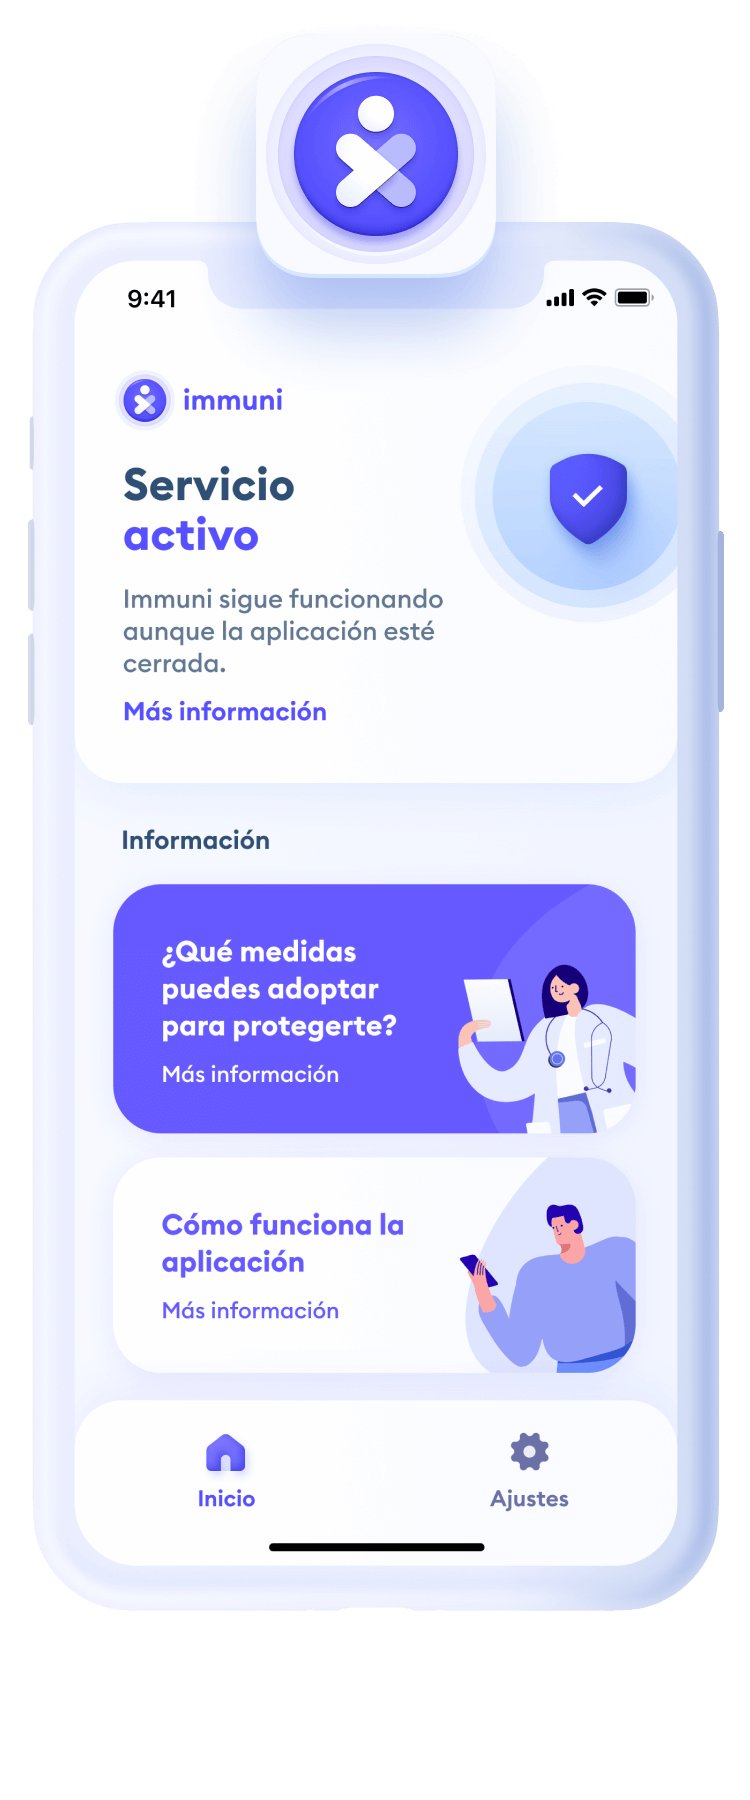 9:41
immuni
Servicio
activo
Immuni sigue funcionando
aunque la aplicación esté
cerrada.
Más información
Información
¿Qué medidas
puedes adoptar
para protegerte?
Más información
Cómo funciona la
aplicación
Más información
Inicio
Ajustes